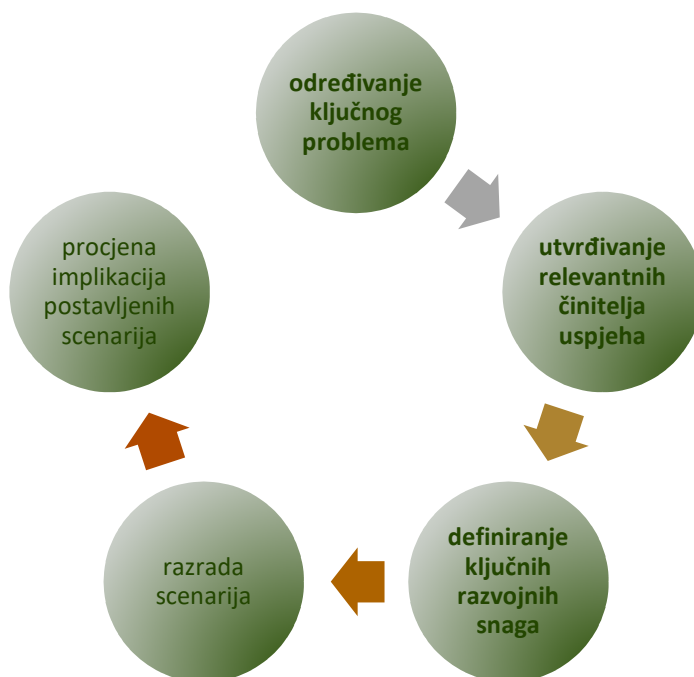 određivanje
ključnog
problema
utvrđivanje
relevantnih
činitelja
uspjeha
definiranje
ključnih
razvojnih
snaga
razrada
scenarija
procjena
implikacija
postavljenih
scenarija